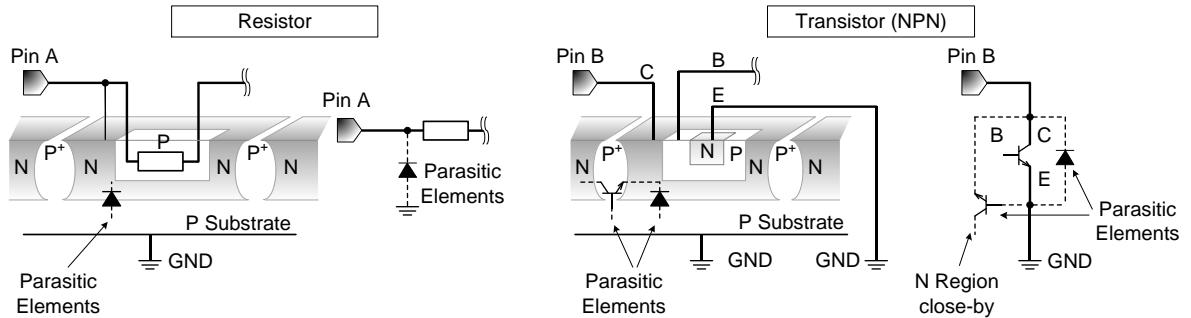 Resistor
Transistor (NPN)
Pin A
Pin A
N
P+
N
P
N
P+
N
Parasitic
Elements
P Substrate
GND
Parasitic
Elements
Pin B
C
B
E
N
P+
N
N
P
P+
N
P Substrate
GND
GND
Parasitic
Elements
Pin B
B
C
E
Parasitic
Elements
GND
N Region
close-by